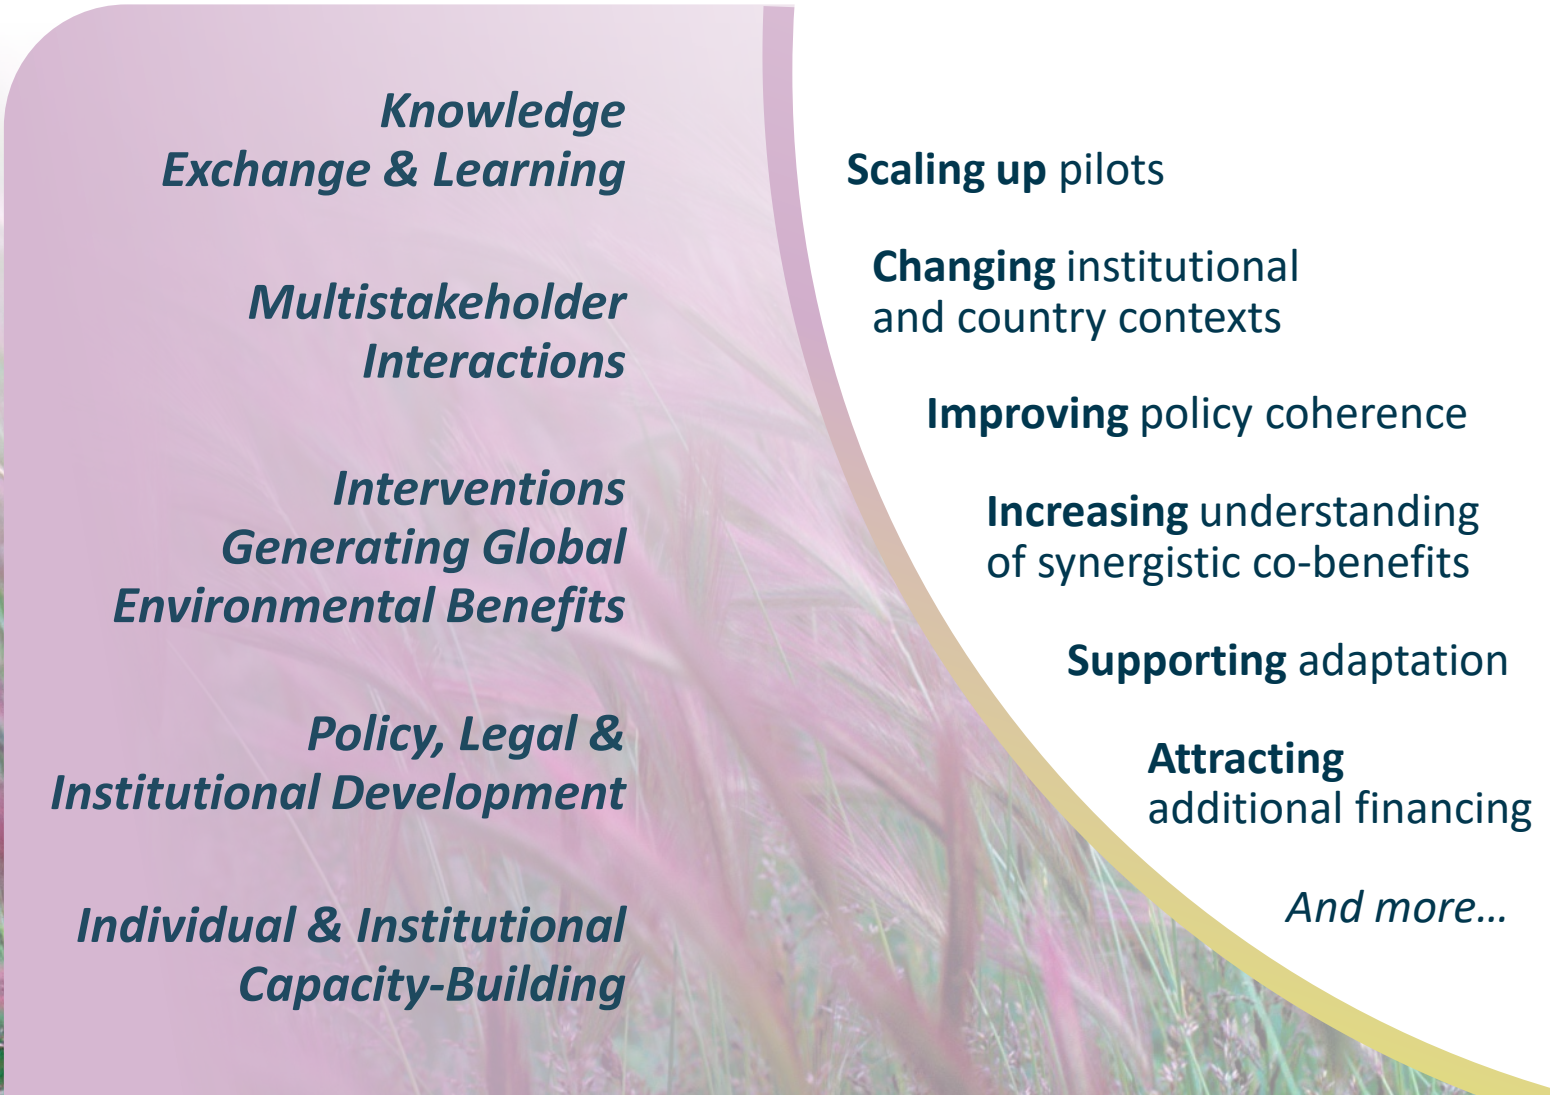 Knowledge
Exchange & Learning
Multistakeholder
Interactions
Interventions
Generating Global
Environmental Benefits
Policy, Legal &
Institutional Development
Individual & Institutional
Capacity-Building
Scaling up pilots
Changing institutional
and country contexts
Improving policy coherence
Increasing understanding
of synergistic co-benefits
Supporting adaptation
Attracting
additional financing
And more...